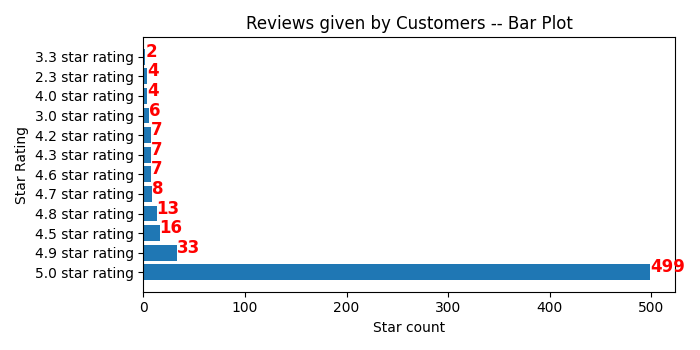 Reviews given by Customers -- Bar Plot
Star Rating
3.3 star rating 2
2.3 star rating 4
4.0 star rating 4
3.0 star rating 6
4.2 star rating 7
4.3 star rating 7
4.6 star rating 7
4.7 star rating 8
4.8 star rating 13
4.5 star rating 16
4.9 star rating 33
5.0 star rating 499
0 100 200 300 400 500
Star count